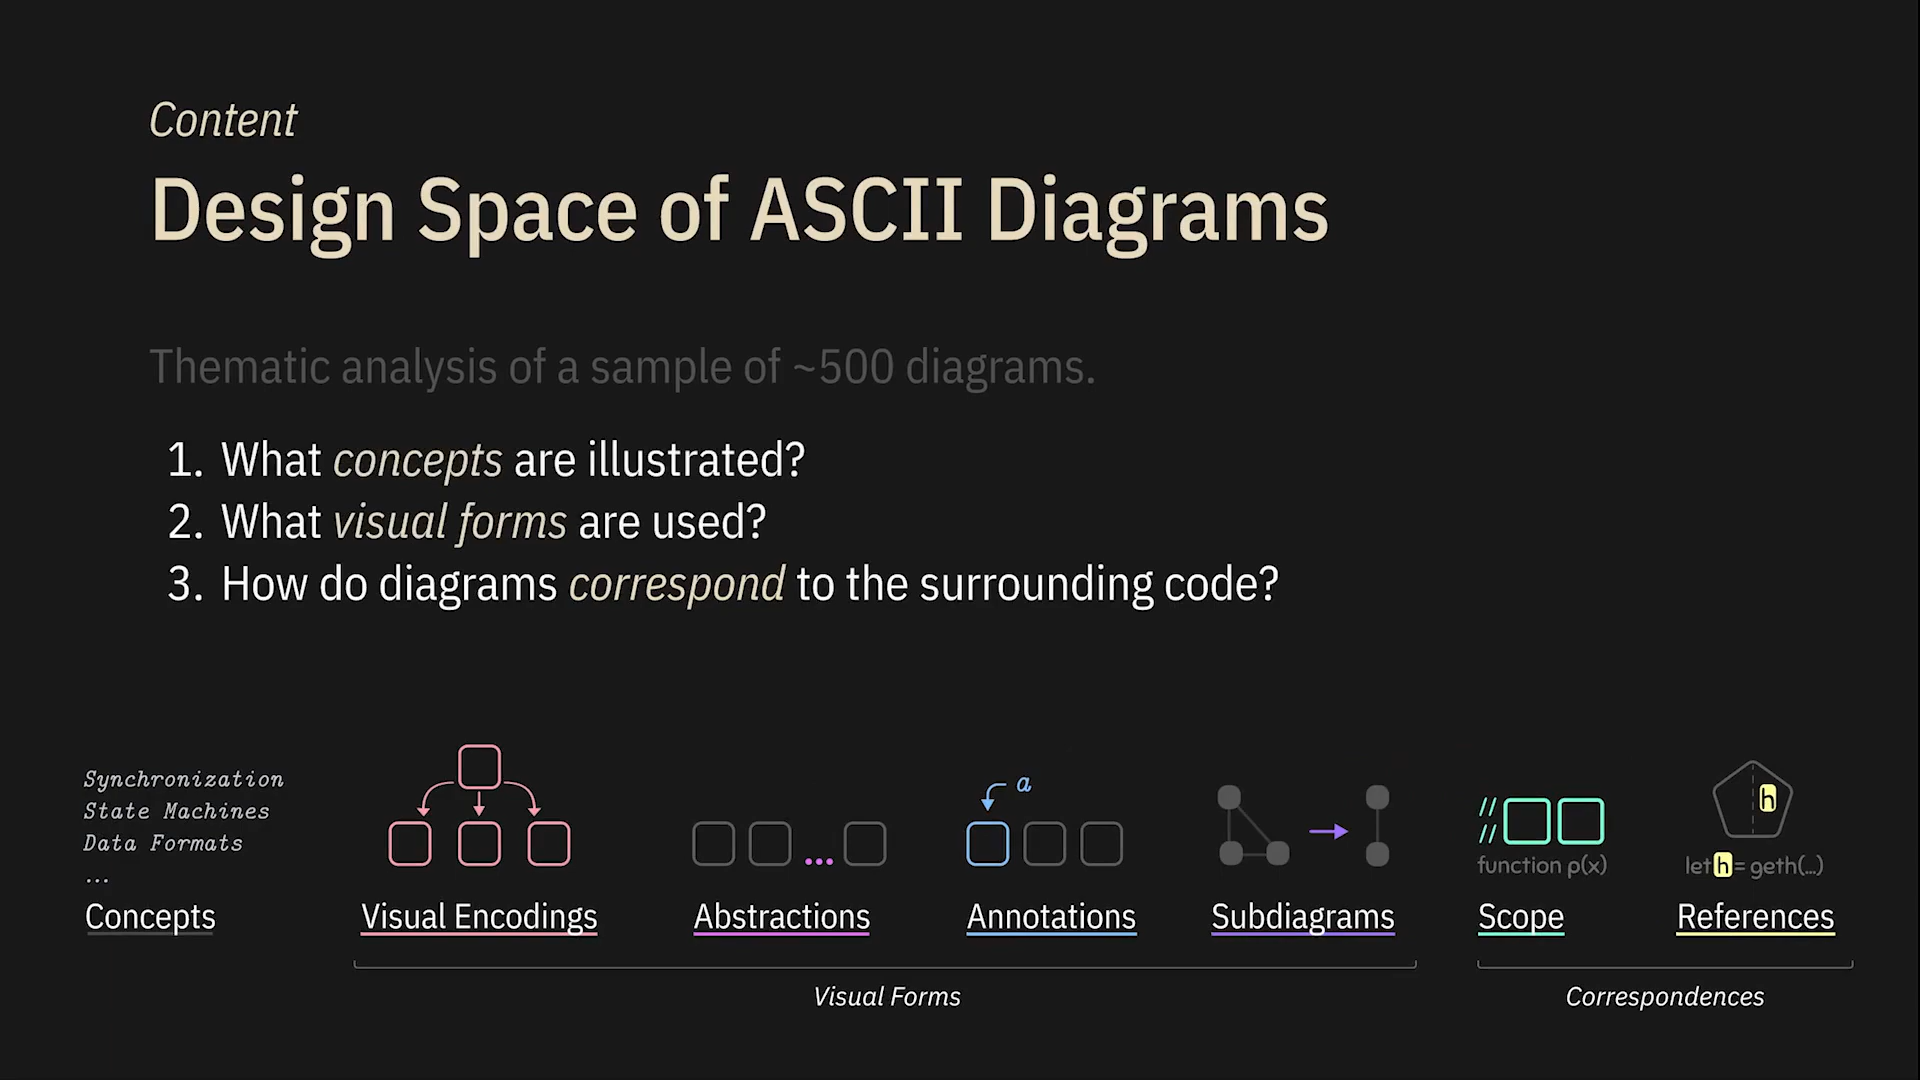 Content
Design Space of ASCII Diagrams
Thematic analysis of a sample of ~500 diagrams.
1. What concepts are illustrated?
2. What visual forms are used?
3. How do diagrams correspond to the surrounding code?
Synchronization
State Machines
Data Formats
...
Concepts
Visual Encodings
...
Abstractions
a
Annotations
Subdiagrams
//
//
function p(x)
Scope
h
let h = geth(...)
References
Visual Forms
Correspondences